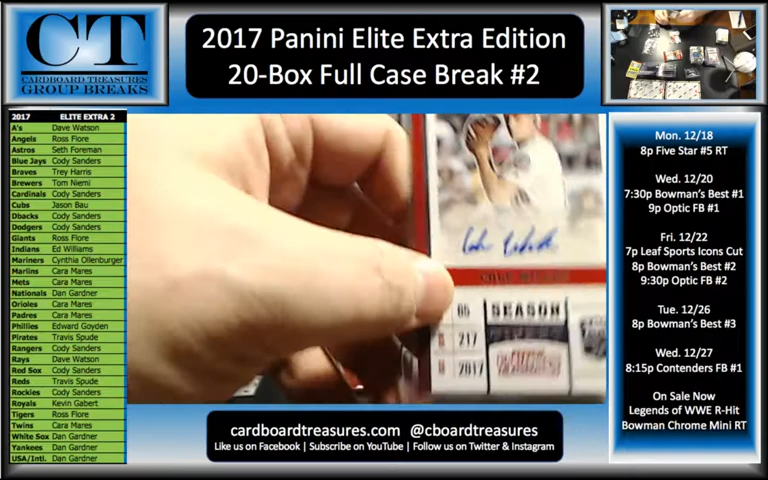 CT
CARDBOARD TREASURES
GROUP BREAKS
2017 Panini Elite Extra Edition
20-Box Full Case Break #2
2017 ELITE EXTRA 2
A's Dave Watson
Angels Ross Flore
Astros Seth Foreman
Blue Jays Cody Sanders
Braves Trey Harris
Brewers Tom Niemi
Cardinals Cody Sanders
Cubs Jason Bau
Dbacks Cody Sanders
Dodgers Cody Sanders
Giants Ross Flore
Indians Ed Williams
Mariners Cynthia Ollenburger
Marlins Cara Mares
Mets Cara Mares
Nationals Dan Gardner
Orioles Cara Mares
Padres Cara Mares
Phillies Edward Goyden
Pirates Travis Spude
Rangers Cody Sanders
Rays Dave Watson
Red Sox Cody Sanders
Reds Travis Spude
Rockies Cody Sanders
Royals Kevin Gabert
Tigers Ross Flore
Twins Cara Mares
White Sox Dan Gardner
Yankees Dan Gardner
USA/Intl. Dan Gardner
SEASON
217
2017
Mon. 12/18
8p Five Star #5 RT
Wed. 12/20
7:30p Bowman's Best #1
9p Optic FB #1
Fri. 12/22
7p Leaf Sports Icons Cut
8p Bowman's Best #2
9:30p Optic FB #2
Tue. 12/26
8p Bowman's Best #3
Wed. 12/27
8:15p Contenders FB #1
On Sale Now
Legends of WWE R-Hit
Bowman Chrome Mini RT
cardboardtreasures.com @cboardtreasures
Like us on Facebook | Subscribe on YouTube | Follow us on Twitter & Instagram